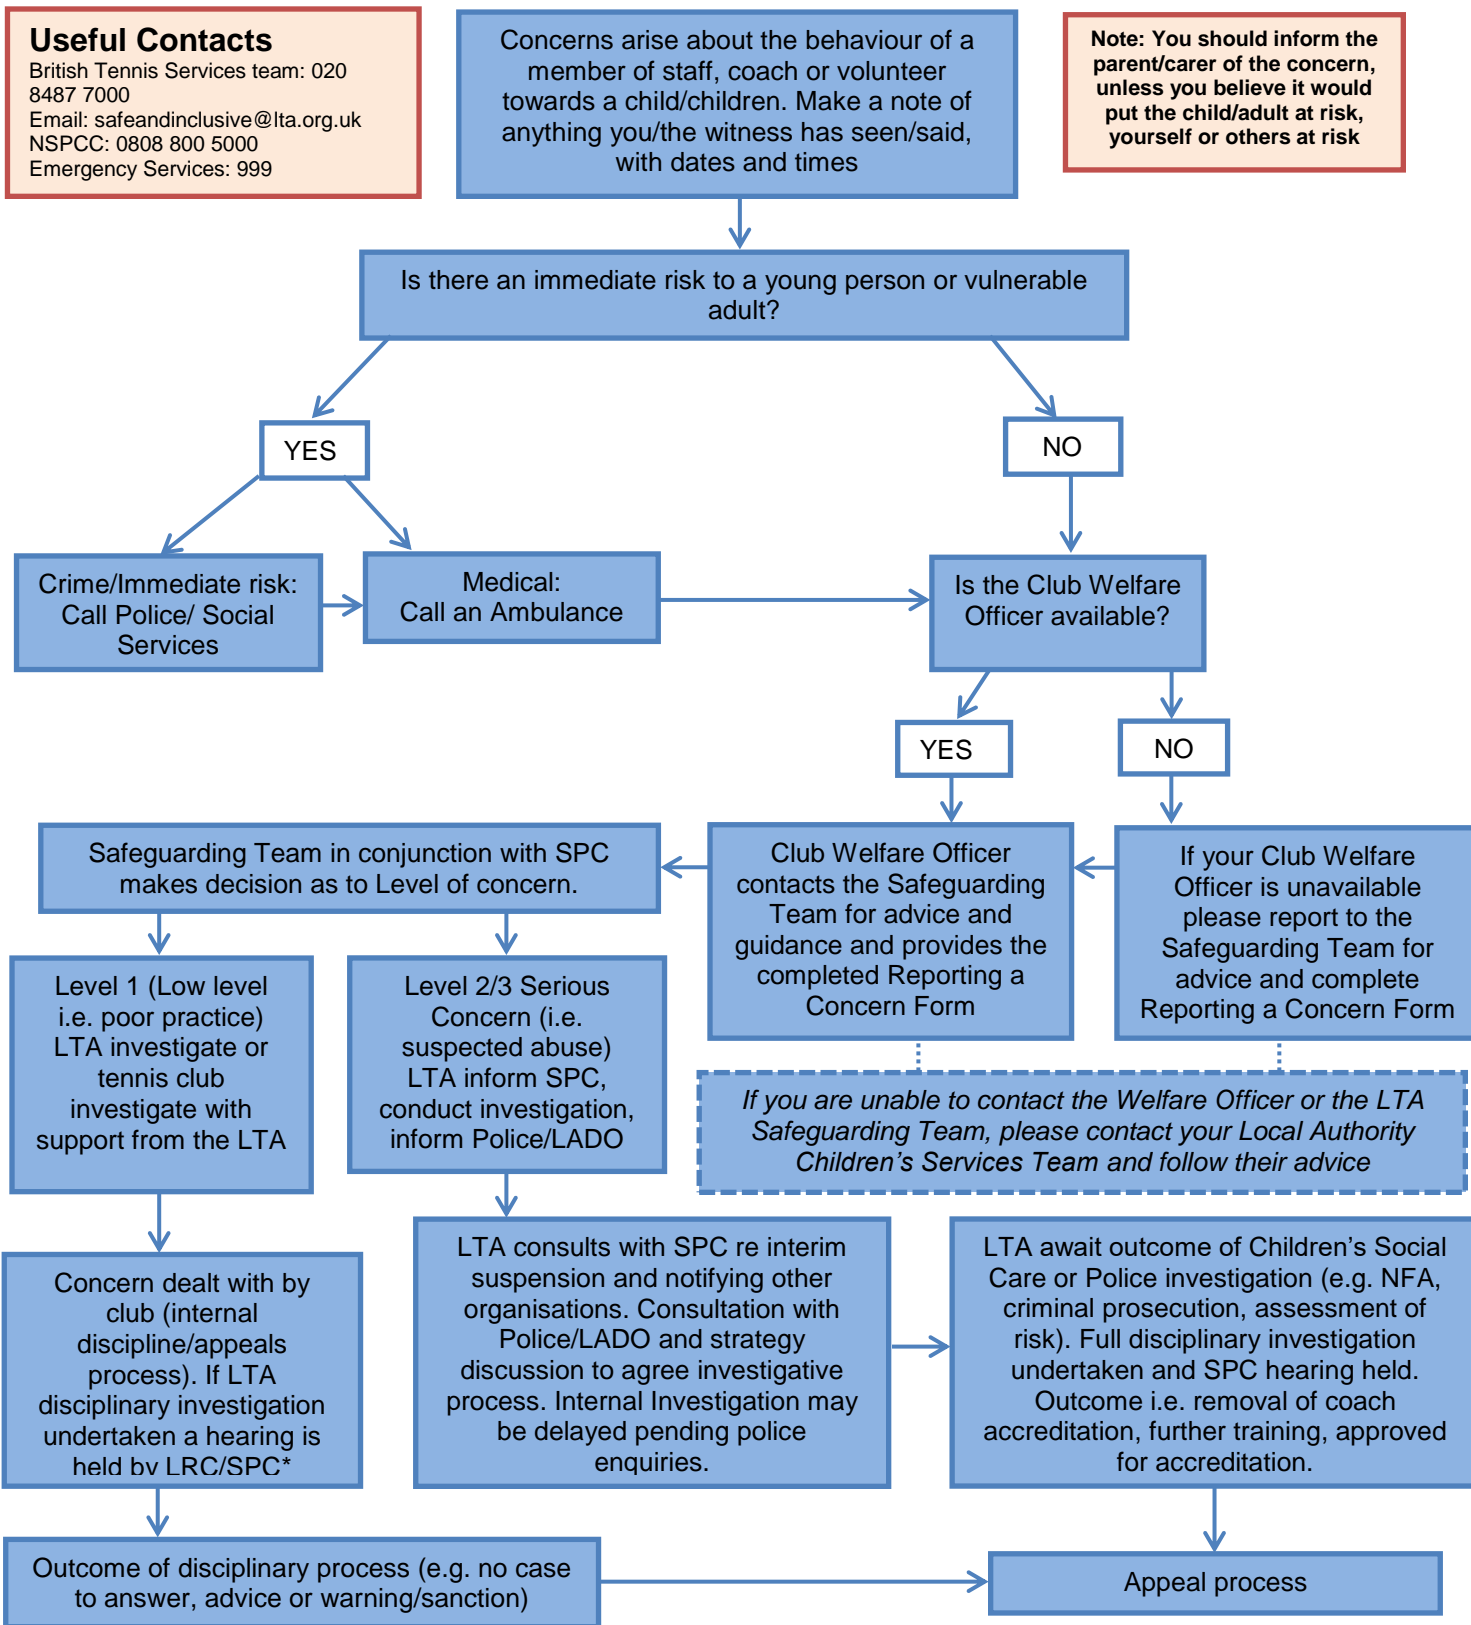 Useful Contacts
British Tennis Services team: 020
8487 7000
Email: safeandinclusive@lta.org.uk
NSPCC: 0808 800 5000
Emergency Services: 999
Concerns arise about the behaviour of a
member of staff, coach or volunteer
towards a child/children. Make a note of
anything you/the witness has seen/said,
with dates and times
Note: You should inform the
parent/carer of the concern,
unless you believe it would
put the child/adult at risk,
yourself or others at risk
Is there an immediate risk to a young person or vulnerable
adult?
YES
NO
Crime/Immediate risk:
Call Police/ Social
Services
Medical:
Call an Ambulance
Is the Club Welfare
Officer available?
YES
NO
Safeguarding Team in conjunction with SPC
makes decision as to Level of concern.
Club Welfare Officer
contacts the Safeguarding
Team for advice and
guidance and provides the
completed Reporting a
Concern Form
If your Club Welfare
Officer is unavailable
please report to the
Safeguarding Team for
advice and complete
Reporting a Concern Form
Level 1 (Low level
i.e. poor practice)
LTA investigate or
tennis club
investigate with
support from the LTA
Level 2/3 Serious
Concern (i.e.
suspected abuse)
LTA inform SPC,
conduct investigation,
inform Police/LADO
If you are unable to contact the Welfare Officer or the LTA
Safeguarding Team, please contact your Local Authority
Children’s Services Team and follow their advice
Concern dealt with by
club (internal
discipline/appeals
process). If LTA
disciplinary investigation
undertaken a hearing is
held by LRC/SPC*
LTA consults with SPC re interim
suspension and notifying other
organisations. Consultation with
Police/LADO and strategy
discussion to agree investigative
process. Internal Investigation may
be delayed pending police
enquiries.
LTA await outcome of Children’s Social
Care or Police investigation (e.g. NFA,
criminal prosecution, assessment of
risk). Full disciplinary investigation
undertaken and SPC hearing held.
Outcome i.e. removal of coach
accreditation, further training, approved
for accreditation.
Outcome of disciplinary process (e.g. no case
to answer, advice or warning/sanction)
Appeal process